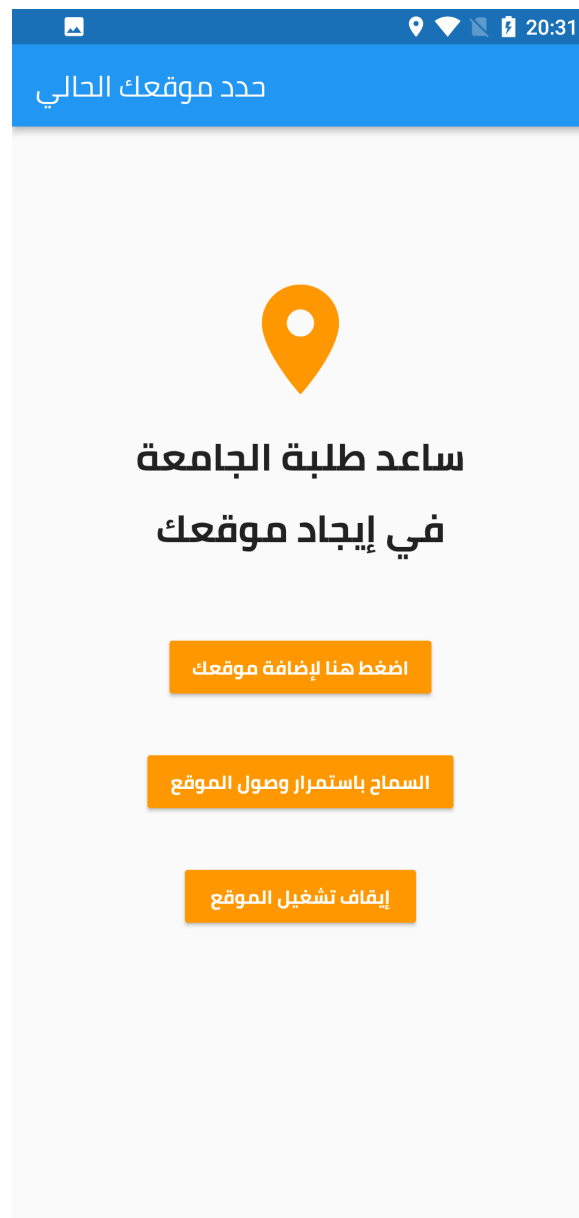 20:31
حدد موقعك الحالي
ساعد طلبة الجامعة
في إيجاد موقعك
اضغط هنا لإضافة موقعك
السماح باستمرار وصول الموقع
إيقاف تشغيل الموقع